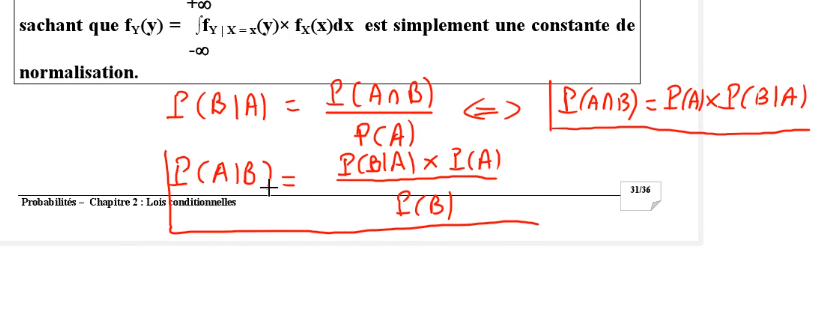 sachant que fY(y) = +∞ ∫ -∞ fY | X = x(y)× fX(x)dx est simplement une constante de
normalisation.
P(B|A) = P(A∩B) / P(A) <=> P(A∩B) = P(A)×P(B|A)
P(A|B) = P(B|A) × P(A) / P(B)
31/36
Probabilités – Chapitre 2 : Lois conditionnelles